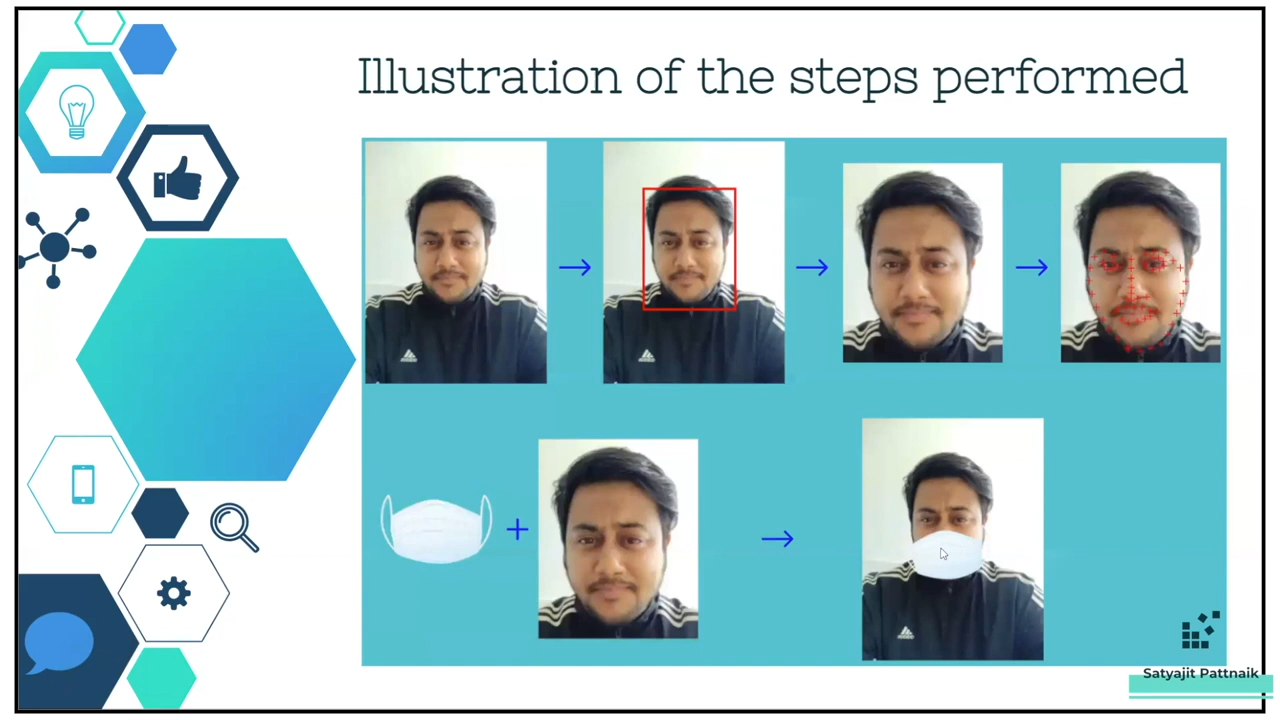 Illustration of the steps performed
Satyajit Pattnaik